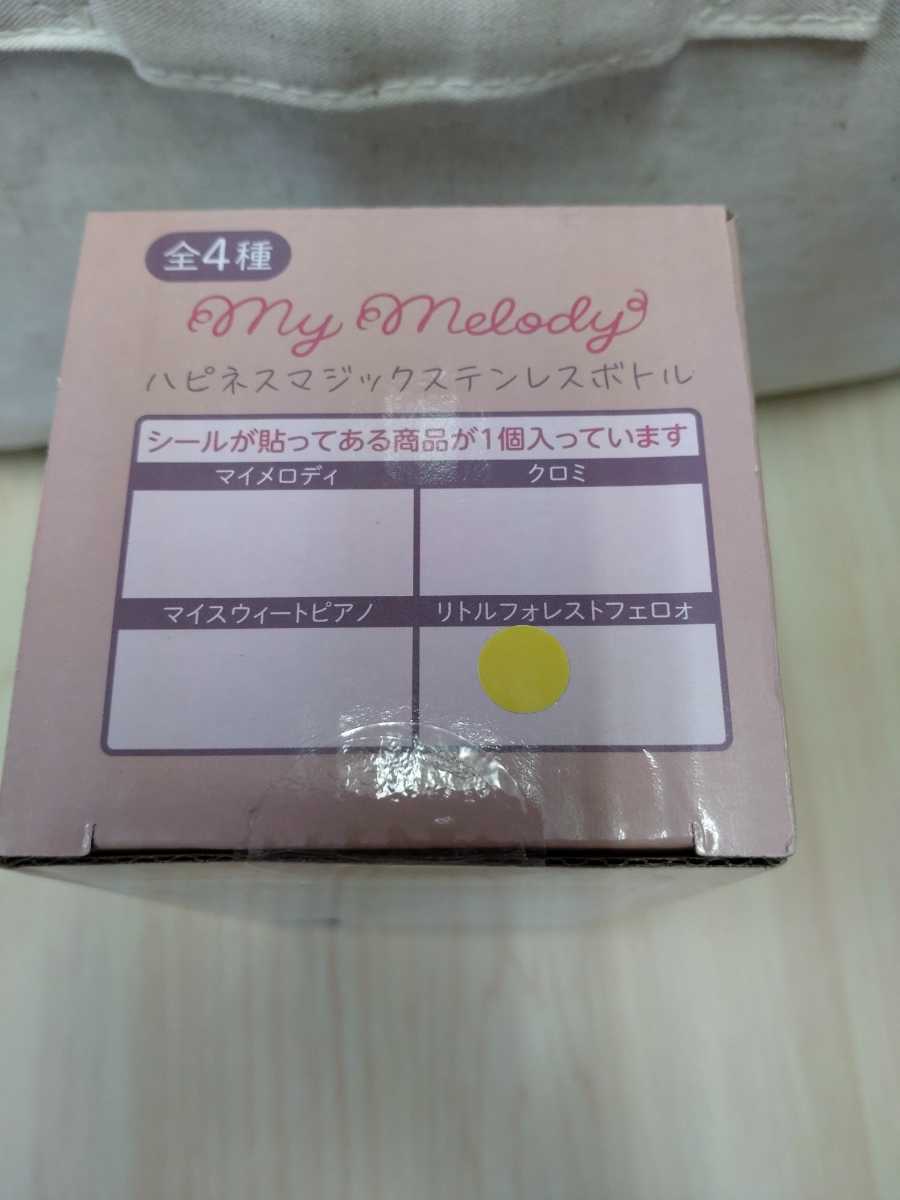 全4種
My Melody
ハピネスマジックステンレスボトル
シールが貼ってある商品が1個入っています
マイメロディ
クロミ
マイスウィートピアノ
リトルフォレストフェロォ